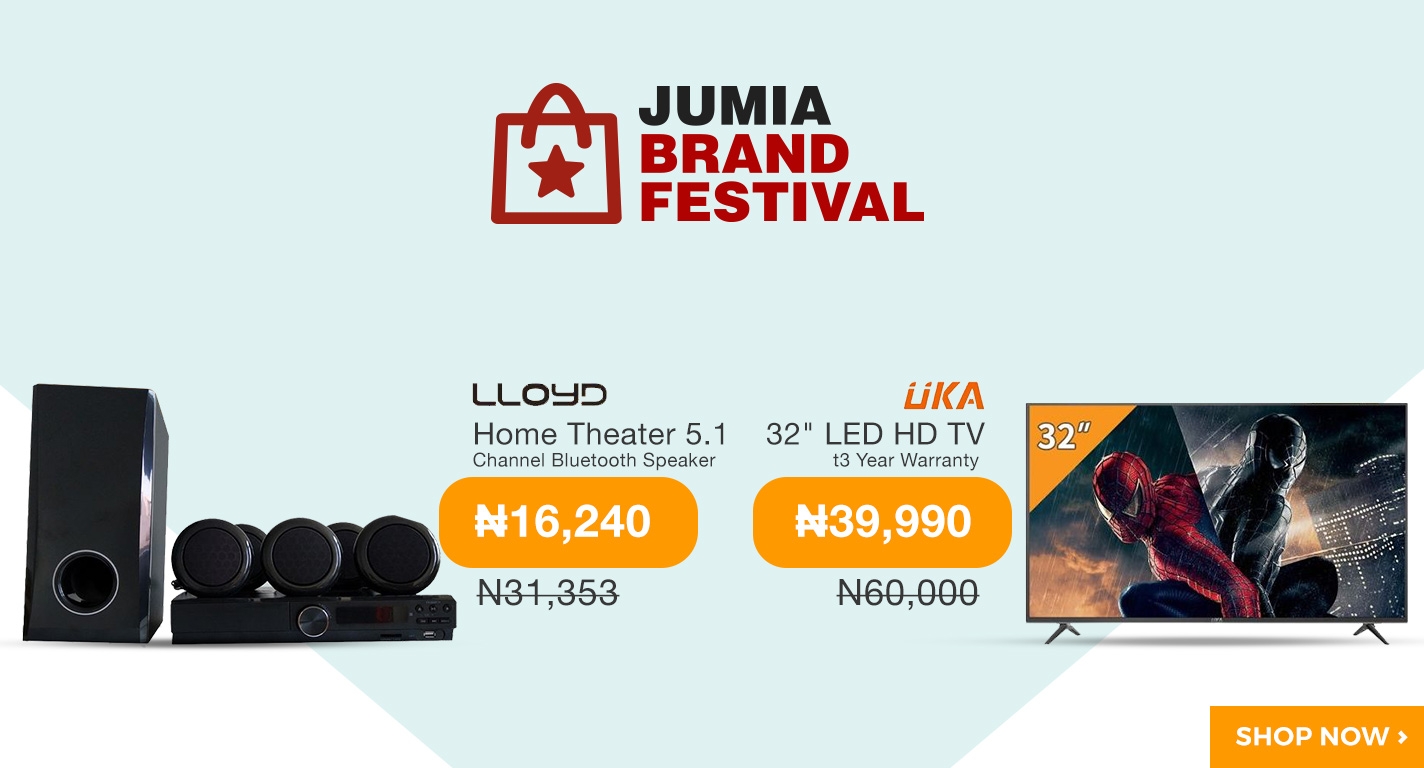 JUMIA
BRAND
FESTIVAL
LLOYD
Home Theater 5.1
Channel Bluetooth Speaker
₦16,240
N31,353
ÜKA
32" LED HD TV
t3 Year Warranty
₦39,990
N60,000
32"
SHOP NOW ›